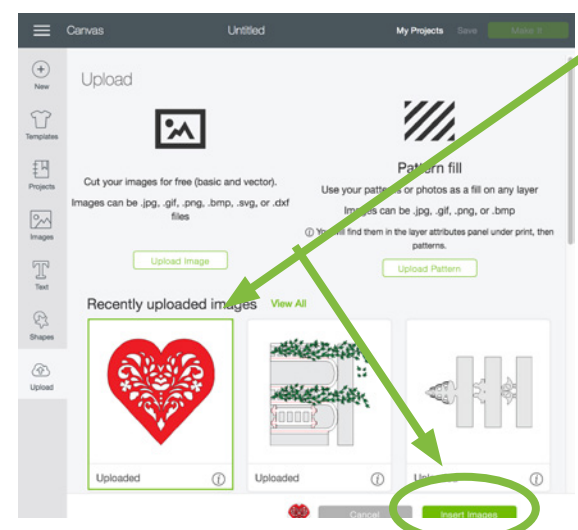 Canvas
Untitled
My Projects
Save
Make It
New
Templates
Projects
Images
Text
Shapes
Upload
Upload
Cut your images for free (basic and vector).
Images can be .jpg, .gif, .png, .bmp, .svg, or .dxf
files
Upload Image
Pattern fill
Use your patterns or photos as a fill on any layer
Images can be .jpg, .gif, .png, or .bmp
You will find them in the layer attributes panel under print, then
patterns.
Upload Pattern
Recently uploaded images
View All
Uploaded
Uploaded
Uploaded
Cancel
Insert Images